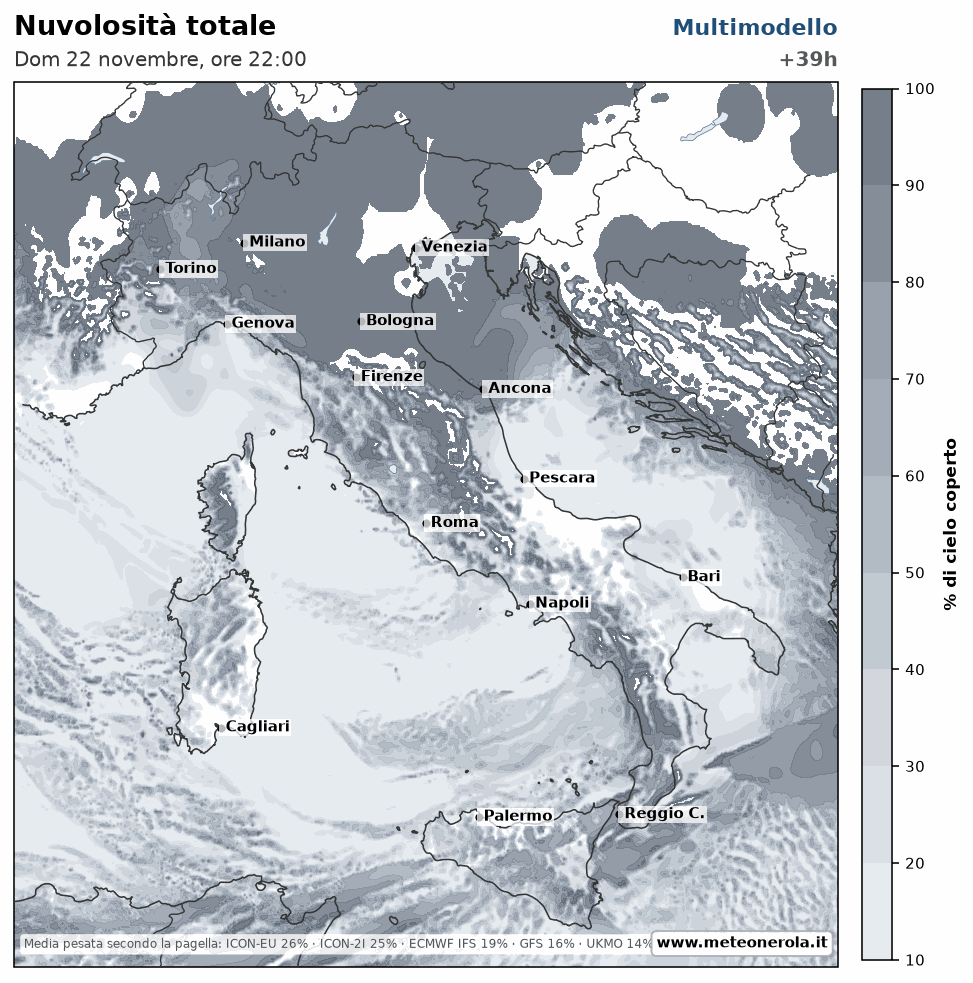 Nuvolosità totale
Multimodello
Dom 22 novembre, ore 22:00
+39h
Milano
Venezia
Torino
Genova
Bologna
Firenze
Ancona
Pescara
Roma
Bari
Napoli
Cagliari
Palermo
Reggio C.
100
90
80
70
60
50
40
30
20
10
% di cielo coperto
Media pesata secondo la pagella: ICON-EU 26% · ICON-2I 25% · ECMWF IFS 19% · GFS 16% · UKMO 14%
www.meteonerola.it